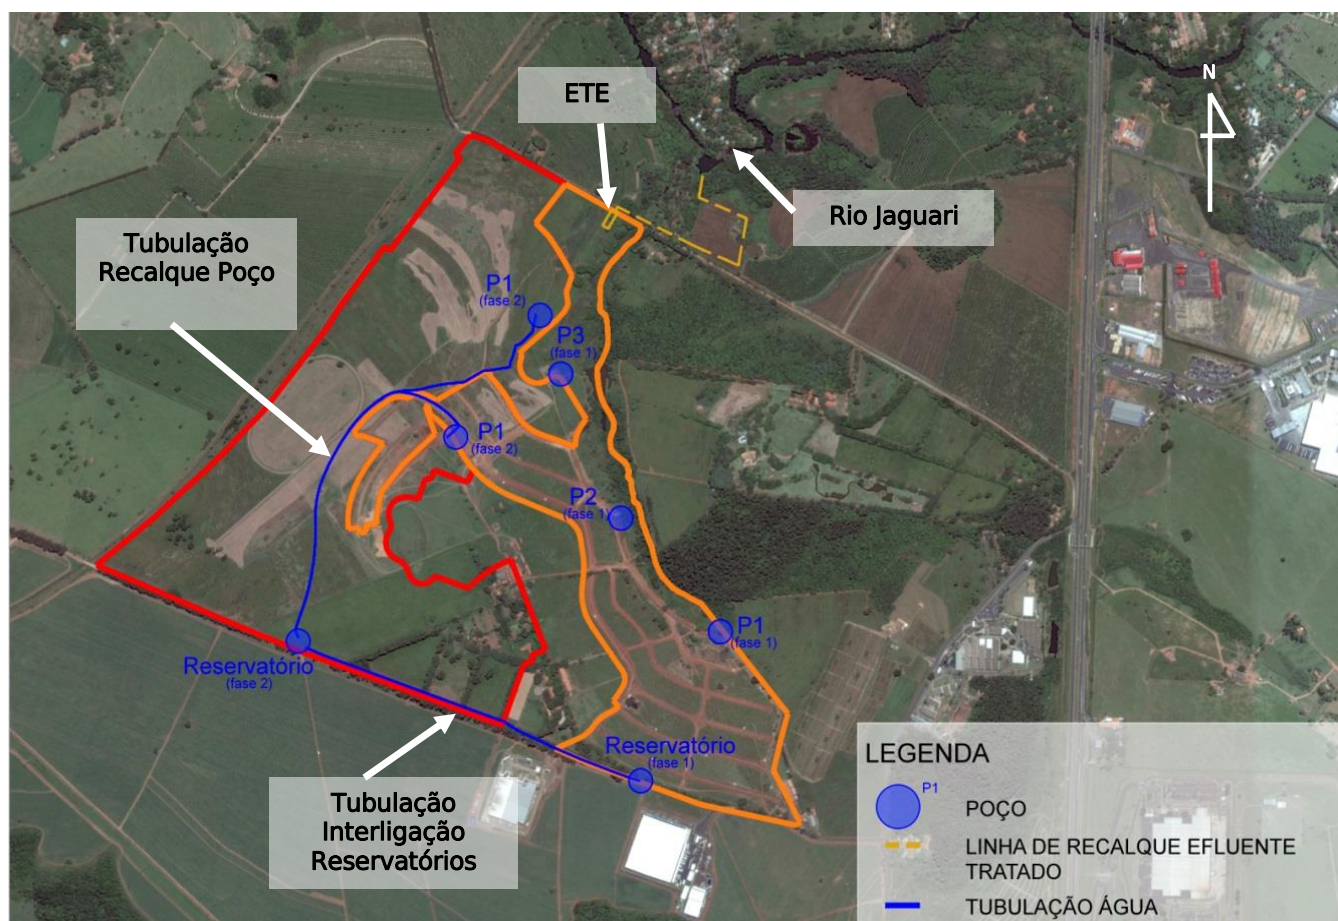 N
ETE
Rio Jaguari
Tubulação
Recalque Poço
P1
(fase 2)
P3
(fase 1)
P1
(fase 2)
P2
(fase 1)
P1
(fase 1)
Reservatório
(fase 2)
Reservatório
(fase 1)
Tubulação
Interligação
Reservatórios
LEGENDA
P1
POÇO
LINHA DE RECALQUE EFLUENTE
TRATADO
TUBULAÇÃO ÁGUA